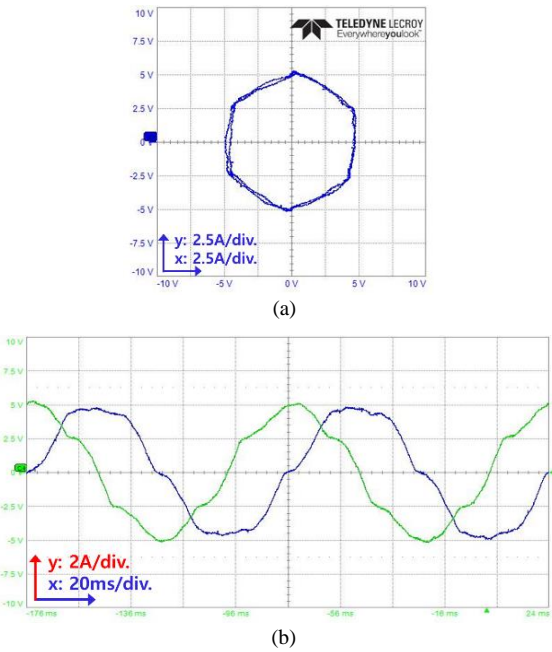 10 V
TELEDYNE LECROY
Everywhereyoulook™
7.5 V
5 V
2.5 V
0 V
-2.5 V
-5 V
-7.5 V
y: 2.5A/div.
x: 2.5A/div.
-10 V
-10 V -5 V 0 V 5 V 10 V
(a)
10 V
7.5 V
5 V
2.5 V
0 V
-2.5 V
-5 V
-7.5 V
y: 2A/div.
x: 20ms/div.
-10 V
-176 ms -136 ms -96 ms -56 ms -16 ms 24 ms
(b)